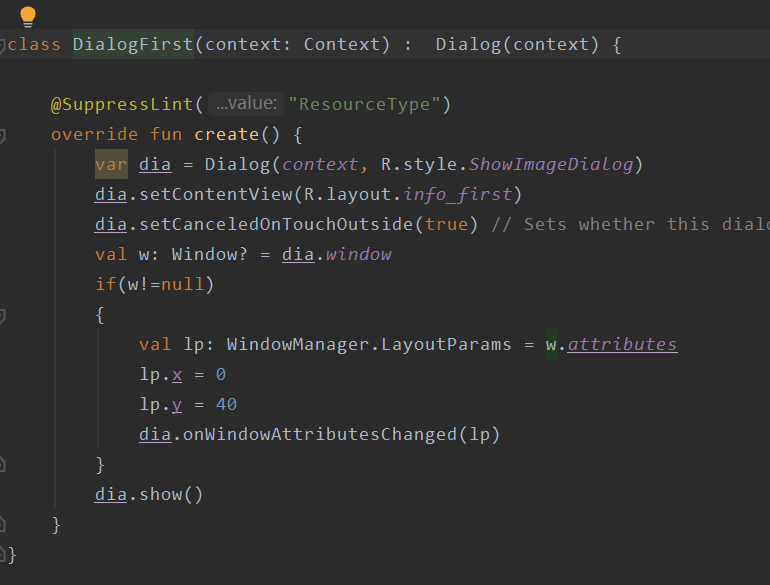 class DialogFirst(context: Context) :  Dialog(context) {
@SuppressLint( ...value: "ResourceType")
override fun create() {
var dia = Dialog(context, R.style.ShowImageDialog)
dia.setContentView(R.layout.info_first)
dia.setCanceledOnTouchOutside(true) // Sets whether this
val w: Window? = dia.window
if(w!=null)
{
val lp: WindowManager.LayoutParams = w.attributes
lp.x = 0
lp.y = 40
dia.onWindowAttributesChanged(lp)
}
dia.show()
}
}